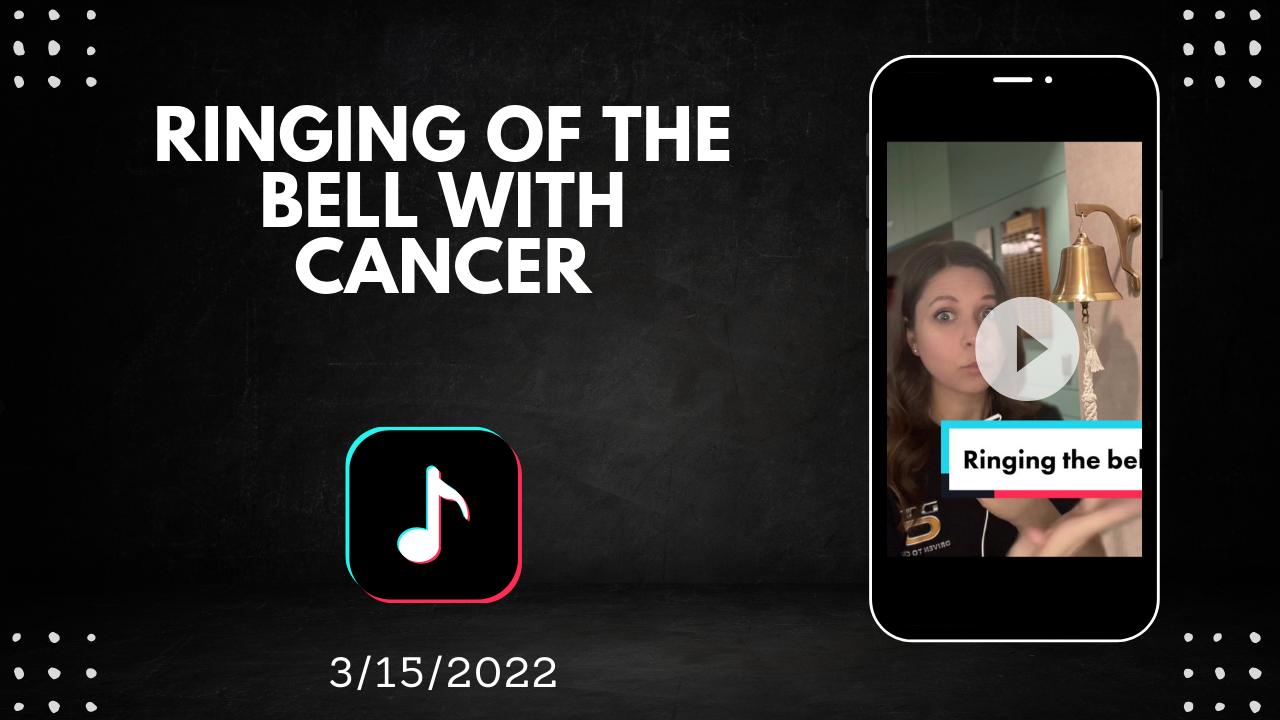 RINGING OF THE
BELL WITH
CANCER
3/15/2022
Ringing the bel